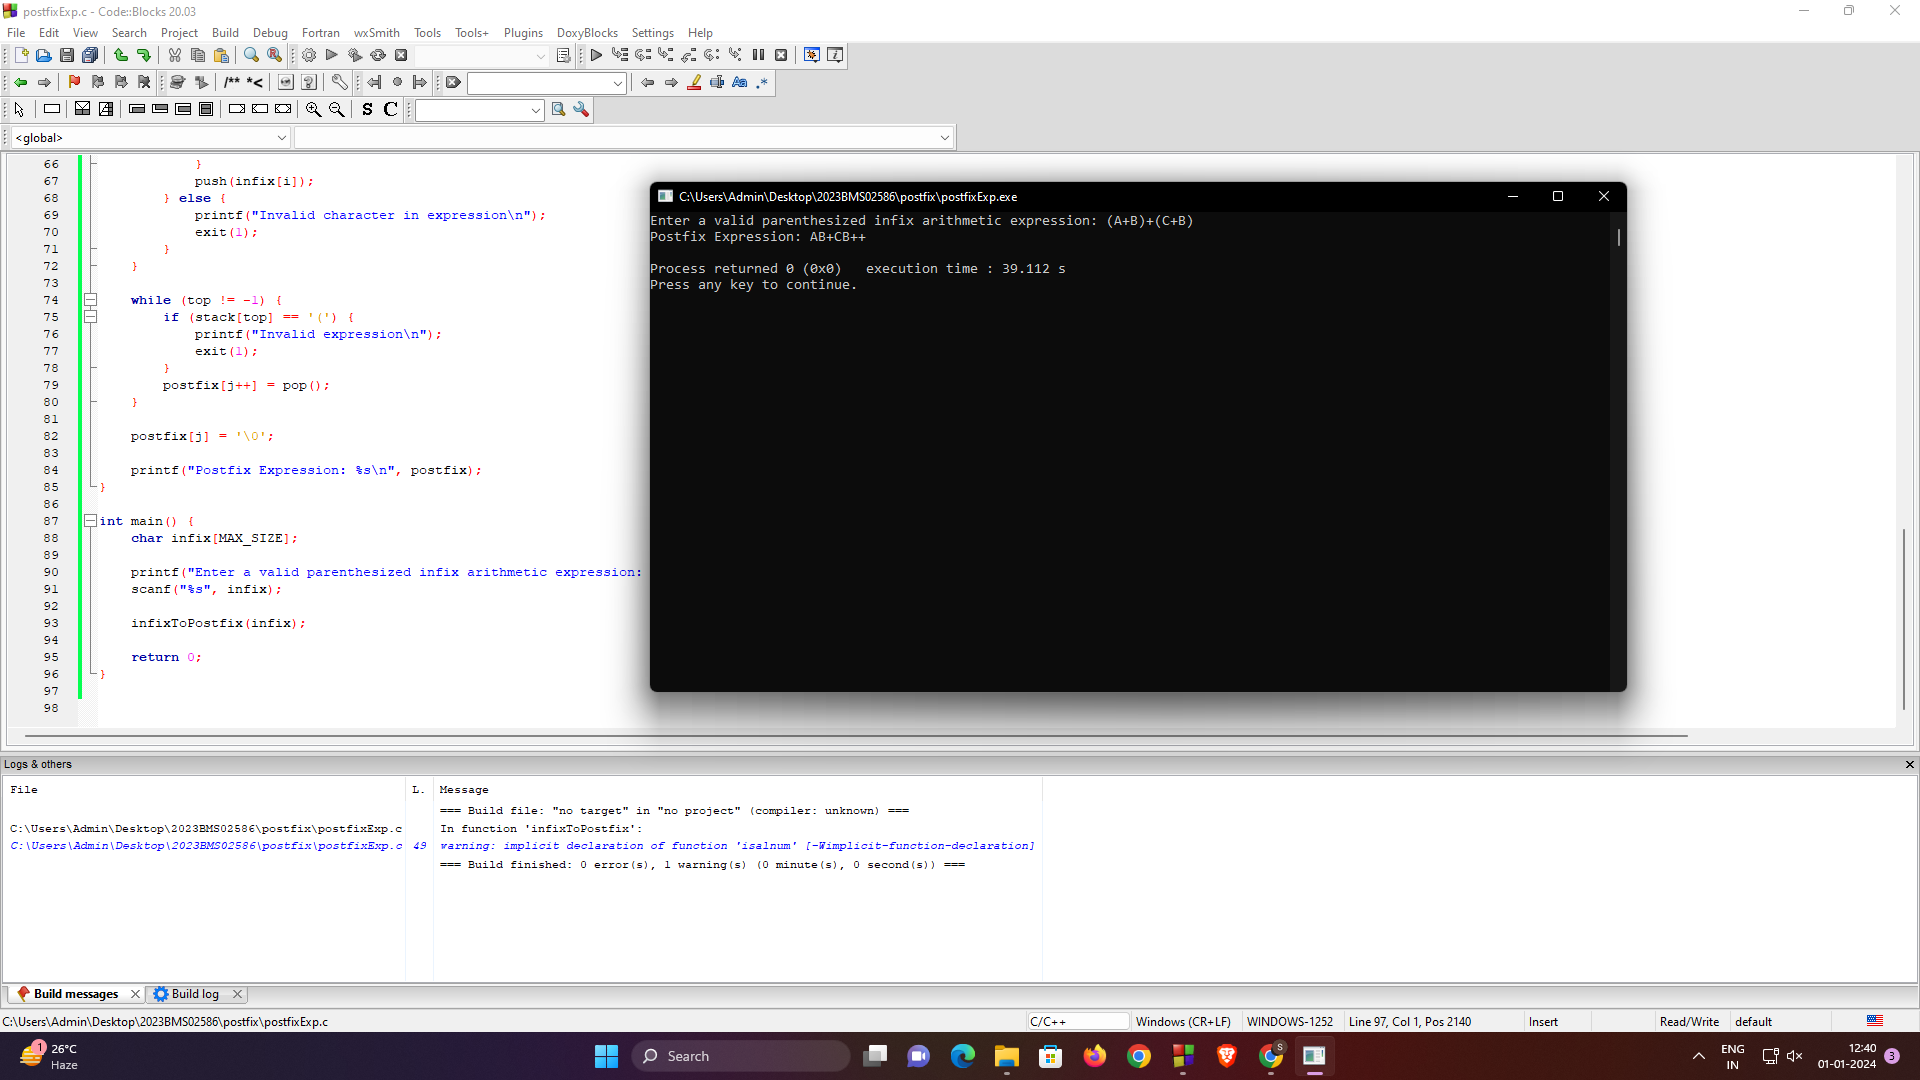 postfixExp.c - Code::Blocks 20.03
File Edit View Search Project Build Debug Fortran wxSmith Tools Tools+ Plugins DoxyBlocks Settings Help
/** *<
Aa .*
S C
<global>
66 }
67 push(infix[i]);
68 } else {
69 printf("Invalid character in expression\n");
70 exit(1);
71 }
72 }
73
74 while (top != -1) {
75 if (stack[top] == '(') {
76 printf("Invalid expression\n");
77 exit(1);
78 }
79 postfix[j++] = pop();
80 }
81
82 postfix[j] = '\0';
83
84 printf("Postfix Expression: %s\n", postfix);
85 }
86
87 int main() {
88 char infix[MAX_SIZE];
89
90 printf("Enter a valid parenthesized infix arithmetic expression:
91 scanf("%s", infix);
92
93 infixToPostfix(infix);
94
95 return 0;
96 }
97
98
C:\Users\Admin\Desktop\2023BMS02586\postfix\postfixExp.exe
Enter a valid parenthesized infix arithmetic expression: (A+B)+(C+B)
Postfix Expression: AB+CB++
Process returned 0 (0x0) execution time : 39.112 s
Press any key to continue.
Logs & others
File L. Message
=== Build file: "no target" in "no project" (compiler: unknown) ===
C:\Users\Admin\Desktop\2023BMS02586\postfix\postfixExp.c In function 'infixToPostfix':
C:\Users\Admin\Desktop\2023BMS02586\postfix\postfixExp.c 49 warning: implicit declaration of function 'isalnum' [-Wimplicit-function-declaration]
=== Build finished: 0 error(s), 1 warning(s) (0 minute(s), 0 second(s)) ===
Build messages Build log
C:\Users\Admin\Desktop\2023BMS02586\postfix\postfixExp.c C/C++ Windows (CR+LF) WINDOWS-1252 Line 97, Col 1, Pos 2140 Insert Read/Write default
1 26°C
Haze
Search
S
ENG
IN
12:40
01-01-2024
3